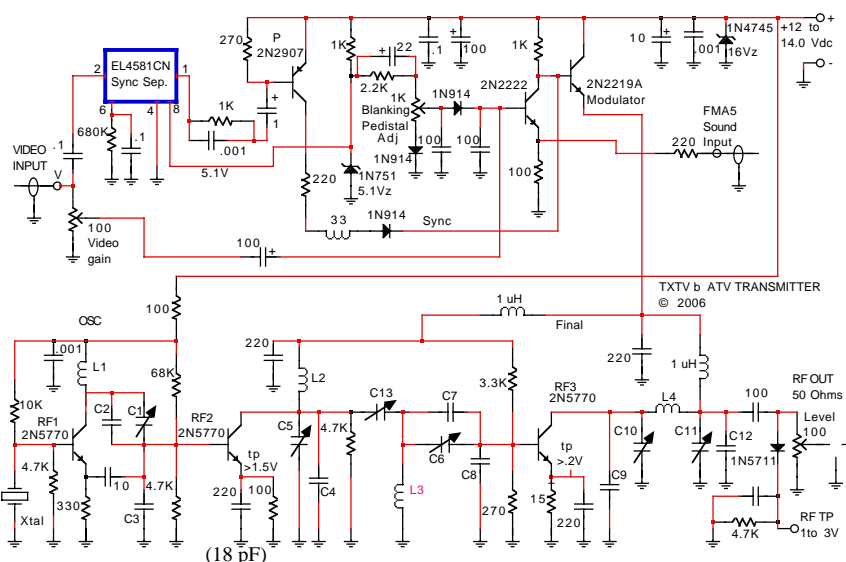 P
2N2907
270
1K
22
.1
100
1K
10
.001
1N4745
16Vz
+12 to
14.0 Vdc
+
-
EL4581CN
Sync Sep.
2
1
6
4
8
2.2K
1K
Blanking
Pedistal
Adj
1N914
2N2222
2N2219A
Modulator
FMA5
Sound
Input
220
680K
.1
1K
.001
+
1
100
100
VIDEO
INPUT
.1
V
5.1V
1N914
1N751
5.1Vz
220
100
100
Video
gain
33
1N914
Sync
100
+
TXTV b ATV TRANSMITTER
© 2006
100
1 uH
Final
OSC
.001
L1
68K
220
L2
220
1 uH
10K
C2
C1
RF1
2N5770
RF2
2N5770
C5
4.7K
C13
C7
3.3K
RF3
2N5770
L4
100
RF OUT
50 Ohms
Level
100
C6
C10
C11
C12
1N5711
4.7K
330
10
4.7K
C3
tp
>1.5V
220
100
C4
L3
C8
270
tp
>.2V
15
220
C9
Xtal
4.7K
RF TP
1to 3V
(18 pF)